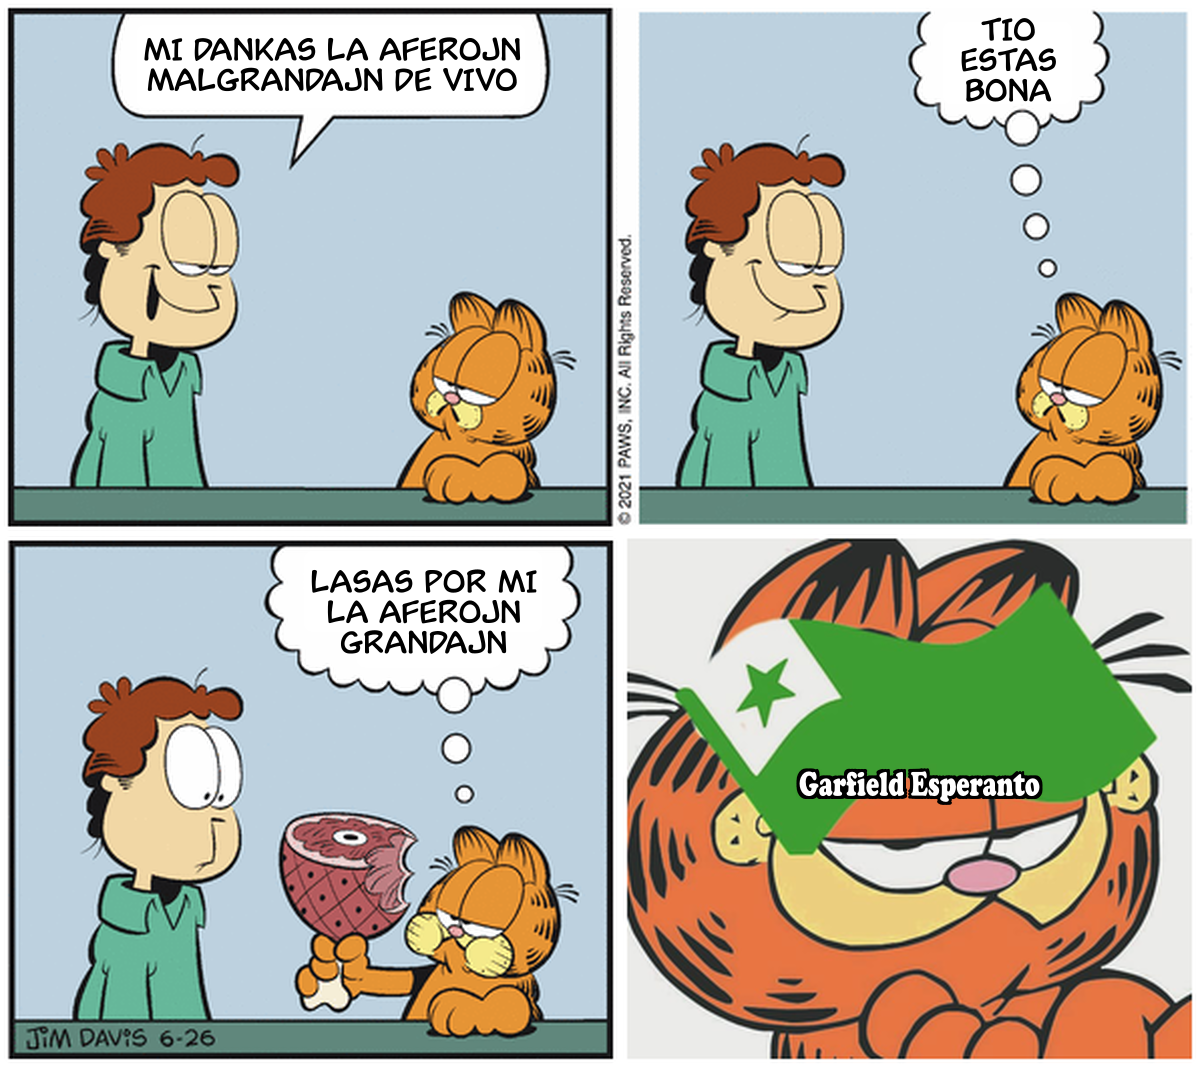 MI DANKAS LA AFEROJN
MALGRANDAJN DE VIVO
TIO
ESTAS
BONA
© 2021 PAWS, INC. All Rights Reserved.
LASAS POR MI
LA AFEROJN
GRANDAJN
JiM DAViS 6-26
Garfield Esperanto